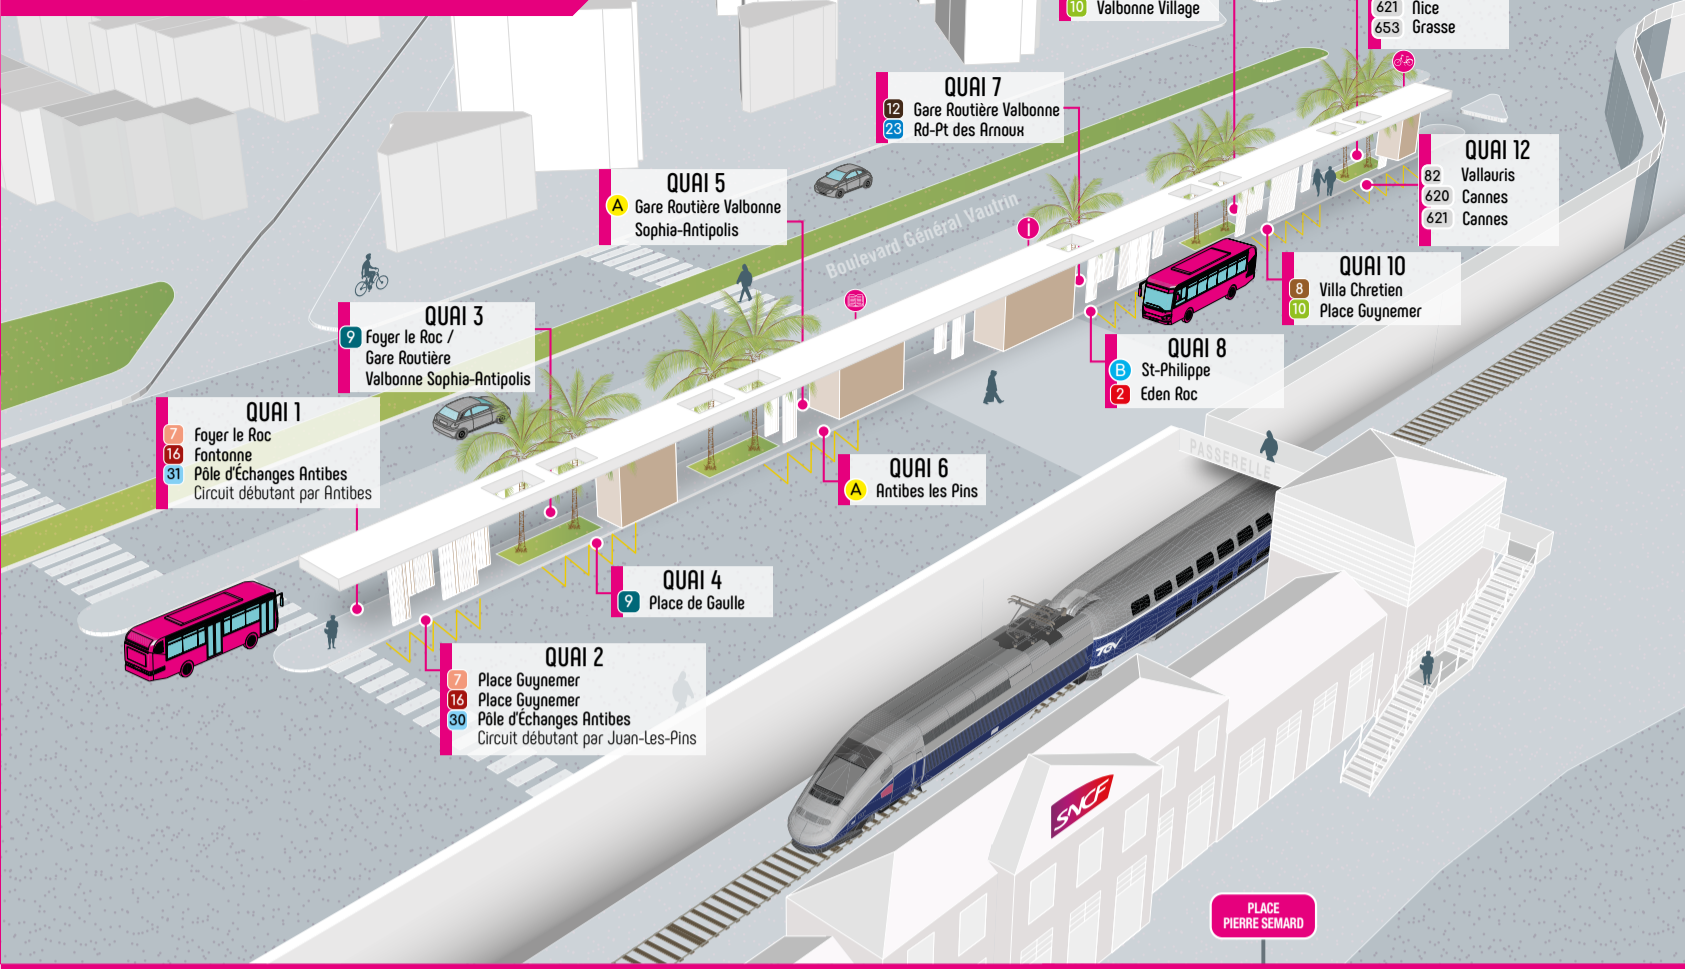 10 Valbonne Village
621 Nice
653 Grasse
QUAI 7
12 Gare Routière Valbonne
23 Rd-Pt des Arnoux
QUAI 12
82 Vallauris
620 Cannes
621 Cannes
QUAI 5
A Gare Routière Valbonne
Sophia-Antipolis
Boulevard Général Vautrin
i
QUAI 10
8 Villa Chretien
10 Place Guynemer
QUAI 3
9 Foyer le Roc /
Gare Routière
Valbonne Sophia-Antipolis
QUAI 8
B St-Philippe
2 Eden Roc
QUAI 1
7 Foyer le Roc
16 Fontonne
31 Pôle d'Échanges Antibes
Circuit débutant par Antibes
PASSERELLE
QUAI 6
A Antibes les Pins
QUAI 4
9 Place de Gaulle
QUAI 2
7 Place Guynemer
16 Place Guynemer
30 Pôle d'Échanges Antibes
Circuit débutant par Juan-Les-Pins
TGV
SNCF
PLACE
PIERRE SEMARD